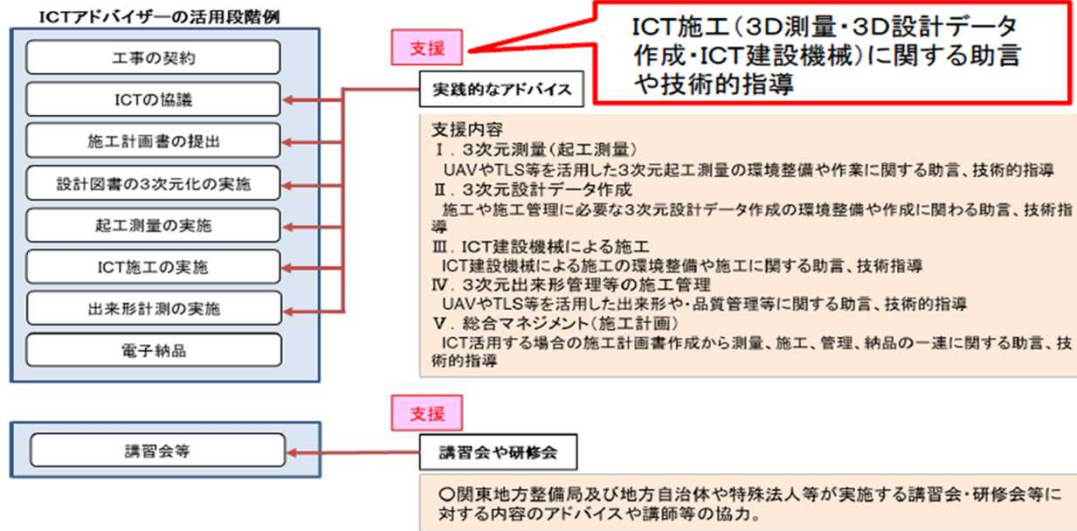 ICTアドバイザーの活用段階例
工事の契約
ICTの協議
施工計画書の提出
設計図書の3次元化の実施
起工測量の実施
ICT施工の実施
出来形計測の実施
電子納品
支援
実践的なアドバイス
ICT施工(3D測量・3D設計データ
作成・ICT建設機械)に関する助言
や技術的指導
支援内容
Ⅰ．3次元測量(起工測量)
UAVやTLS等を活用した3次元起工測量の環境整備や作業に関する助言、技術的指導
Ⅱ．3次元設計データ作成
施工や施工管理に必要な3次元設計データ作成の環境整備や作成に関わる助言、技術指
導
Ⅲ．ICT建設機械による施工
ICT建設機械による施工の環境整備や施工に関する助言、技術指導
Ⅳ．3次元出来形管理等の施工管理
UAVやTLS等を活用した出来形や・品質管理等に関する助言、技術的指導
Ⅴ．総合マネジメント(施工計画)
ICT活用する場合の施工計画書作成から測量、施工、管理、納品の一連に関する助言、技
術的指導
講習会等
支援
講習会や研修会
〇関東地方整備局及び地方自治体や特殊法人等が実施する講習会・研修会等に
対する内容のアドバイスや講師等の協力。